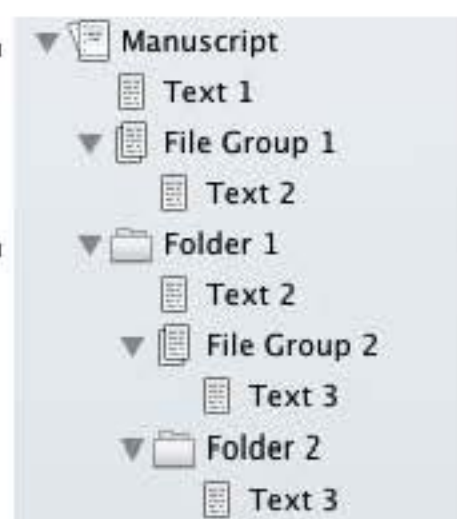 Manuscript
Text 1
File Group 1
Text 2
Folder 1
Text 2
File Group 2
Text 3
Folder 2
Text 3